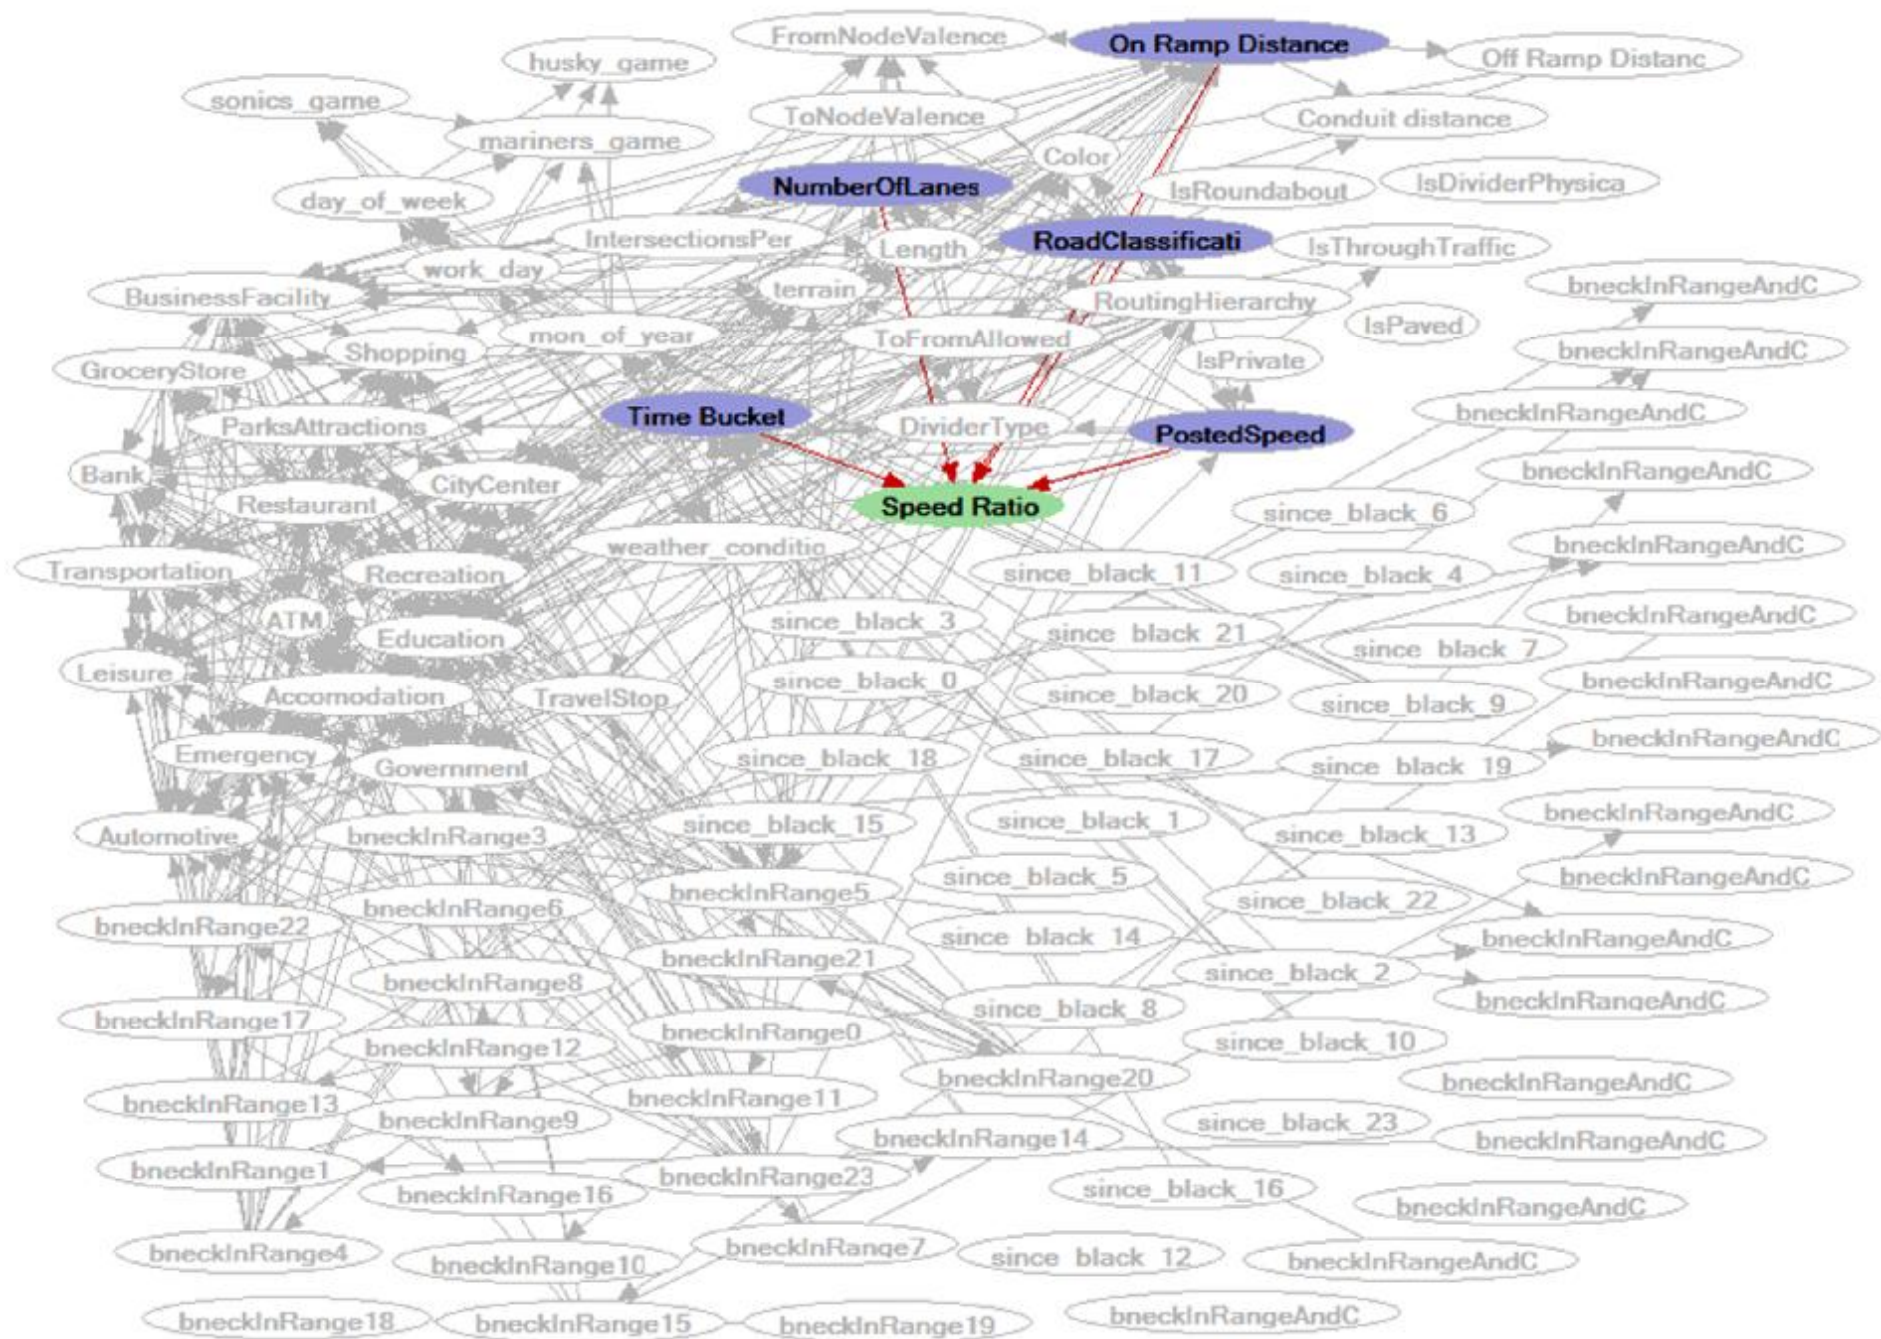 FromNodeValence
On Ramp Distance
Off Ramp Distanc
husky_game
sonics_game
ToNodeValence
Conduit distance
mariners_game
Color
NumberOfLanes
IsRoundabout
IsDividerPhysica
day_of_week
IntersectionsPer
Length
RoadClassificati
IsThroughTraffic
work_day
BusinessFacility
terrain
RoutingHierarchy
bneckInRangeAndC
IsPaved
mon_of_year
ToFromAllowed
Shopping
IsPrivate
bneckInRangeAndC
GroceryStore
bneckInRangeAndC
Time Bucket
ParksAttractions
DividerType
PostedSpeed
Bank
CityCenter
bneckInRangeAndC
Restaurant
Speed Ratio
since_black_6
weather_conditio
bneckInRangeAndC
Transportation
Recreation
since_black_11
since_black_4
ATM
since_black_3
bneckInRangeAndC
Education
since_black_21
since_black_7
Leisure
since_black_0
bneckInRangeAndC
Accomodation
TravelStop
since_black_20
since_black_9
bneckInRangeAndC
Emergency
Government
since_black_18
since_black_17
since_black_19
bneckInRangeAndC
Automotive
bneckInRange3
since_black_15
since_black_1
since_black_13
bneckInRangeAndC
since_black_5
bneckInRange5
since_black_22
bneckInRange6
bneckInRange22
since_black_14
bneckInRangeAndC
bneckInRange21
since_black_2
bneckInRange8
bneckInRangeAndC
since_black_8
bneckInRange17
bneckInRange0
since_black_10
bneckInRange12
bneckInRange20
bneckInRangeAndC
bneckInRange13
bneckInRange11
bneckInRange9
since_black_23
bneckInRange14
bneckInRangeAndC
bneckInRange1
bneckInRange23
since_black_16
bneckInRange16
bneckInRangeAndC
bneckInRange4
bneckInRange7
since_black_12
bneckInRangeAndC
bneckInRange10
bneckInRangeAndC
bneckInRange18
bneckInRange15
bneckInRange19